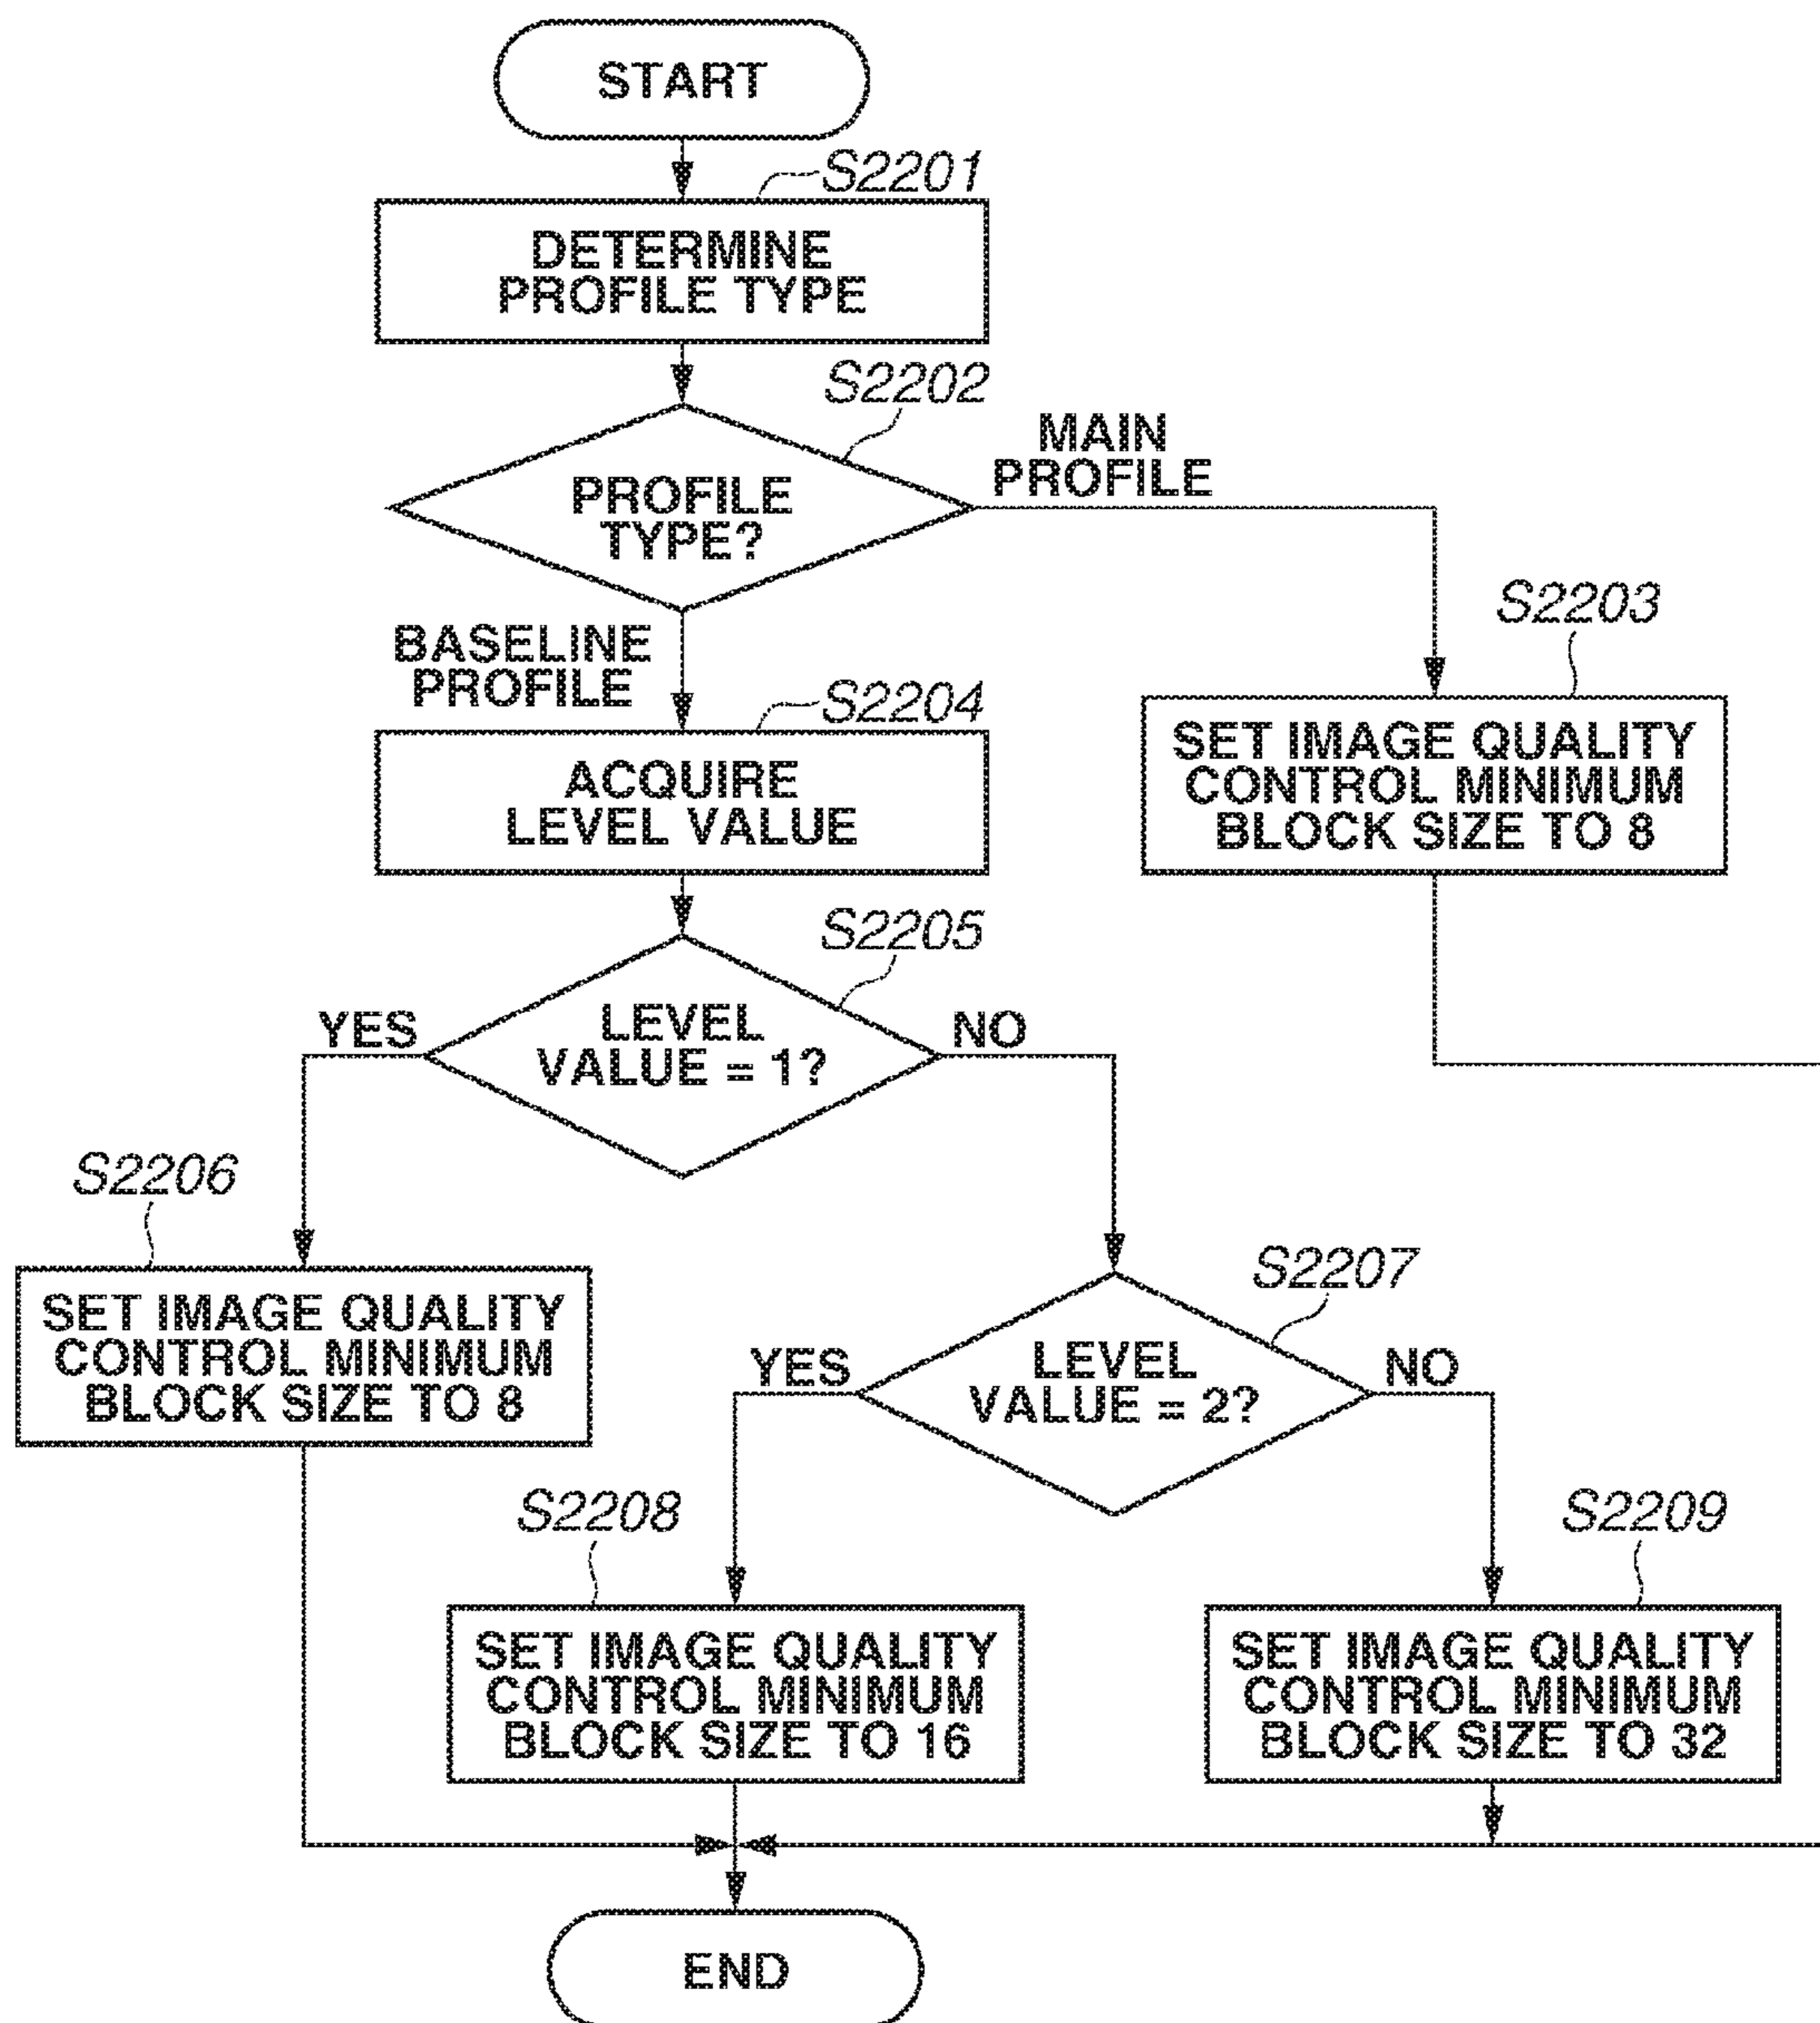 START
S2201
DETERMINE
PROFILE TYPE
S2202
MAIN
PROFILE
PROFILE
TYPE?
S2203
BASELINE
PROFILE
S2204
SET IMAGE QUALITY
CONTROL MINIMUM
BLOCK SIZE TO 8
ACQUIRE
LEVEL VALUE
S2205
YES
LEVEL
VALUE = 1?
NO
S2206
S2207
SET IMAGE QUALITY
CONTROL MINIMUM
BLOCK SIZE TO 8
YES
LEVEL
VALUE = 2?
NO
S2208
S2209
SET IMAGE QUALITY
CONTROL MINIMUM
BLOCK SIZE TO 16
SET IMAGE QUALITY
CONTROL MINIMUM
BLOCK SIZE TO 32
END